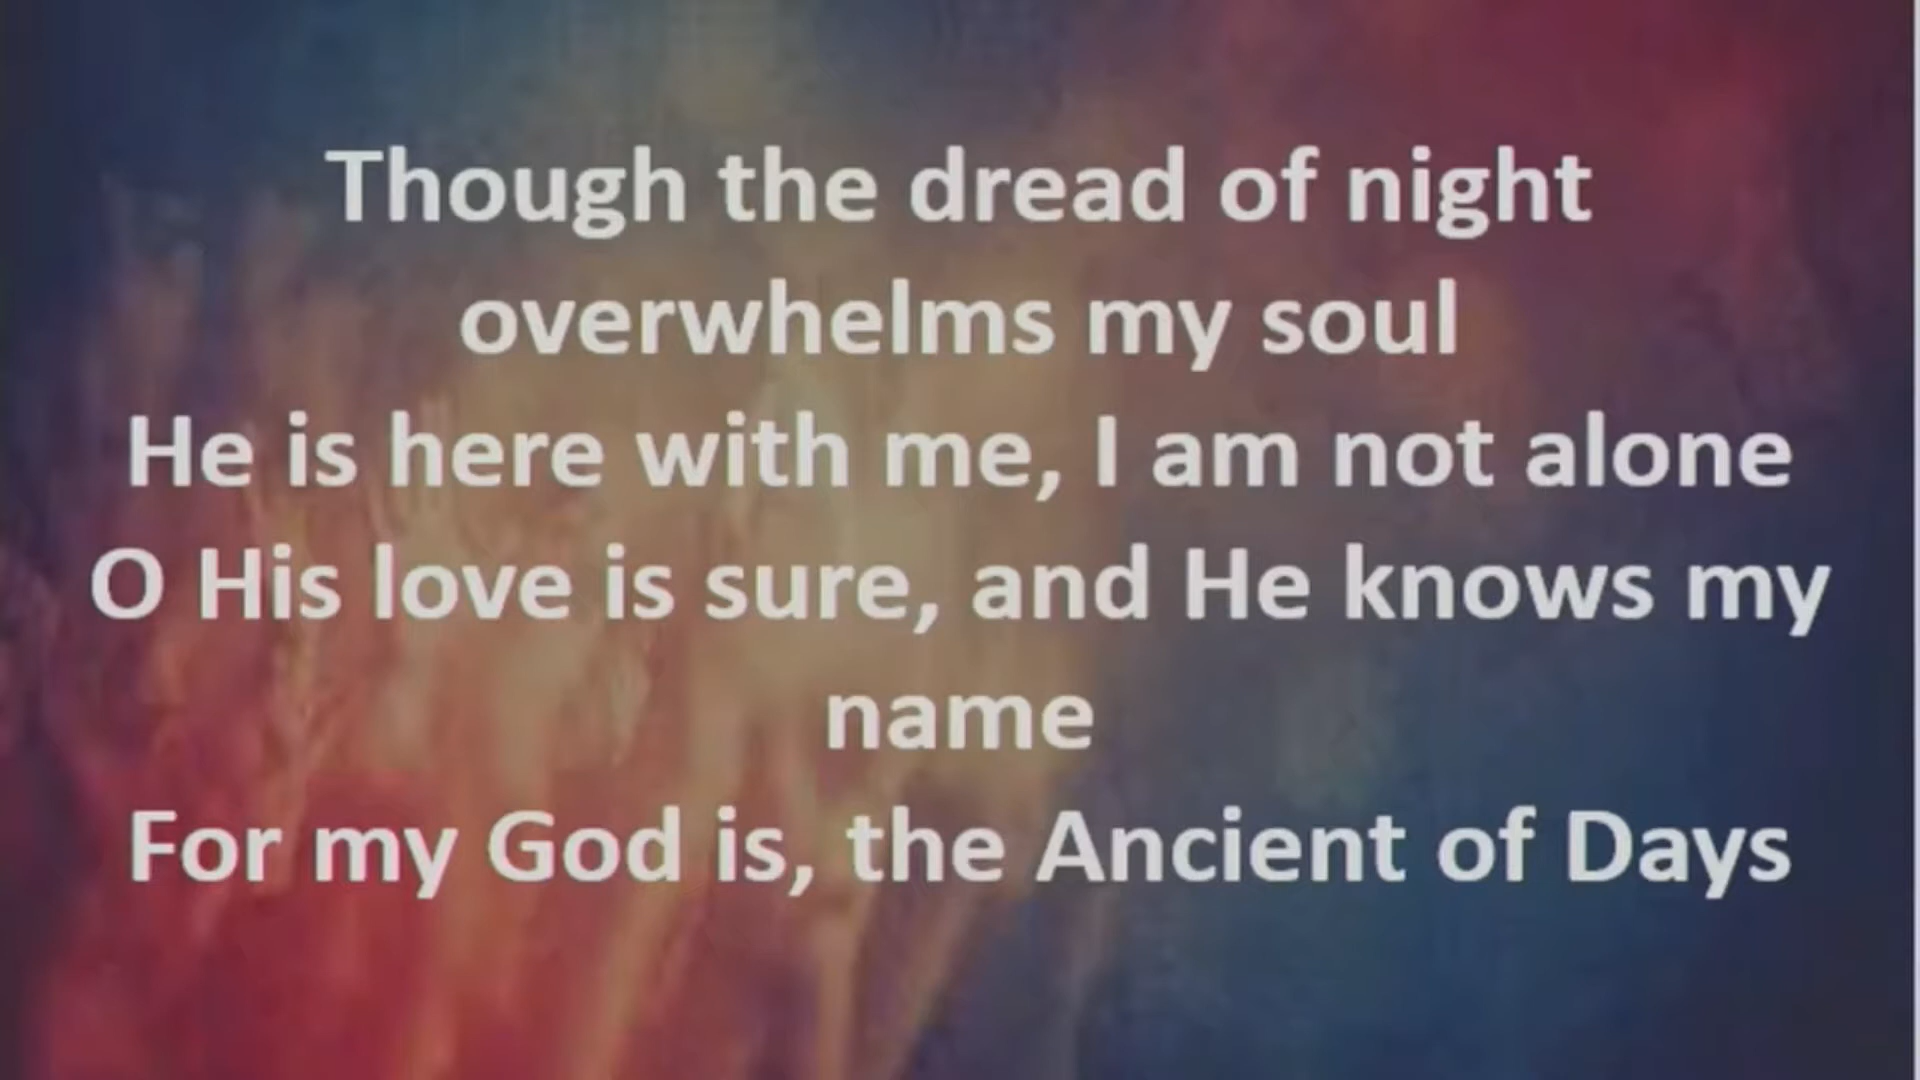 Though the dread of night
overwhelms my soul
He is here with me, I am not alone
O His love is sure, and He knows my
name
For my God is, the Ancient of Days